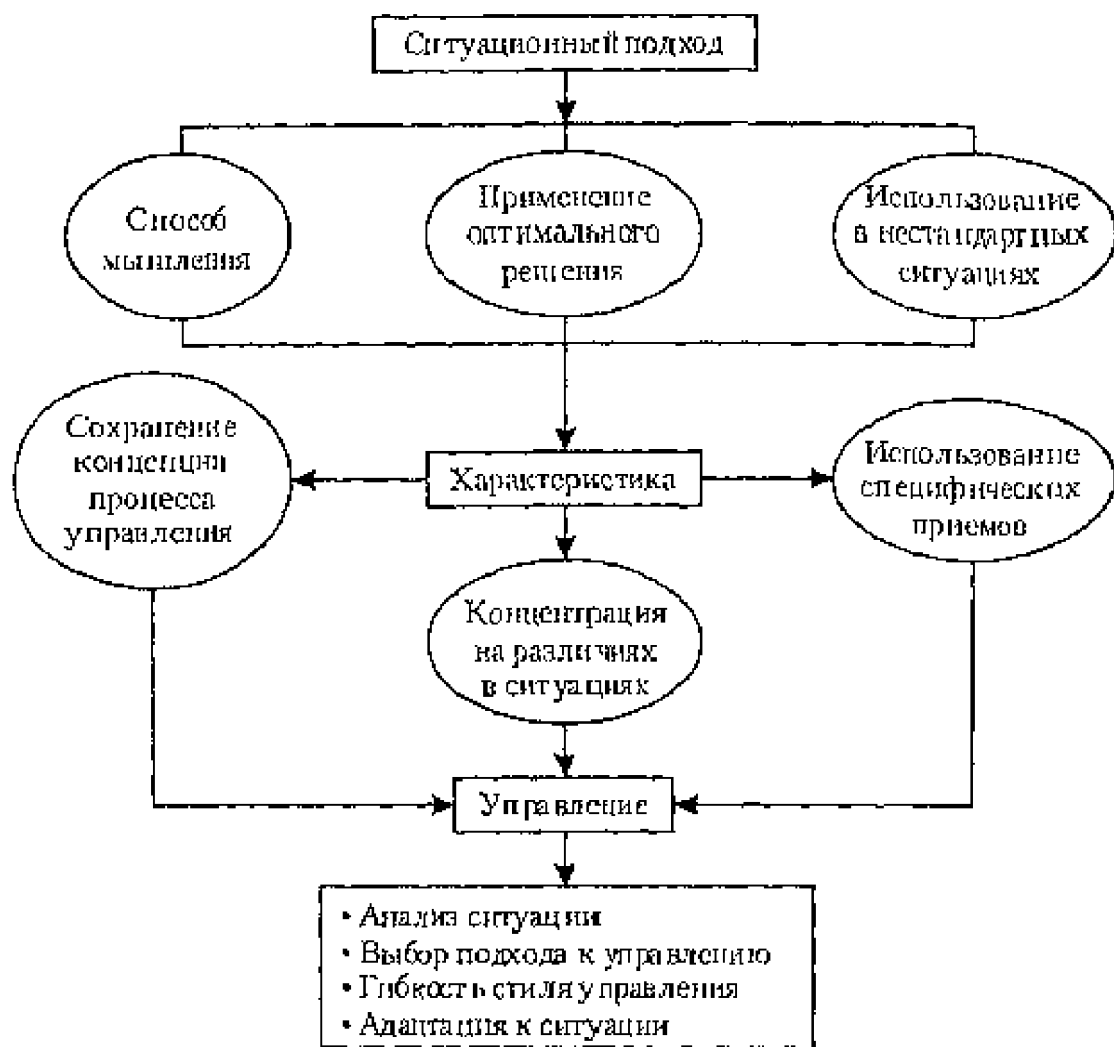 Ситуационный подход
Способ
мышления
Применение
оптимального
решения
Использование
в нестандартных
ситуациях
Сохранение
концепции
процесса
управления
Характеристика
Использование
специфических
приемов
Концентрация
на различиях
в ситуациях
Управление
• Анализ ситуации
• Выбор подхода к управлению
• Гибкость стиля управления
• Адаптация к ситуации